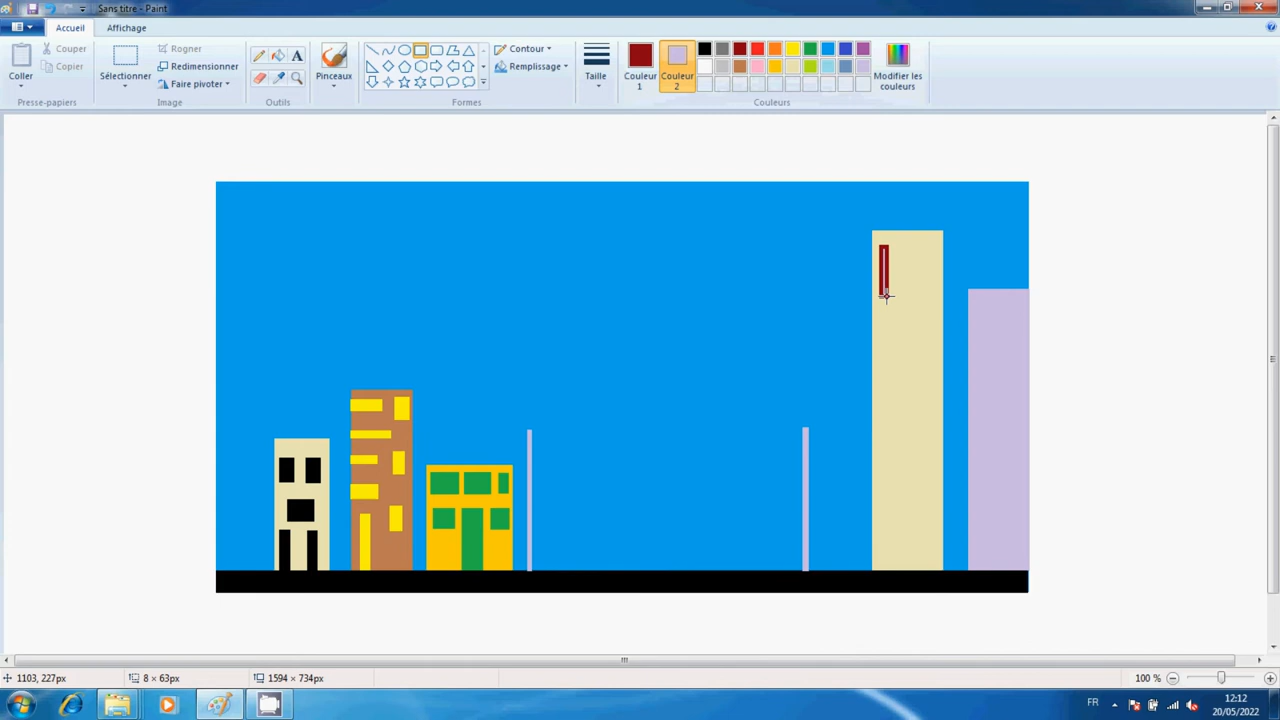 Sans titre - Paint
Accueil Affichage
Coller
Couper
Copier
Presse-papiers
Sélectionner
Rogner
Redimensionner
Faire pivoter
Image
A
Outils
Pinceaux
Formes
Contour
Remplissage
Taille
Couleur 1
Couleur 2
Modifier les couleurs
Couleurs
1103, 227px 8 × 63px 1594 × 734px 100 %
FR 12:12
20/05/2022